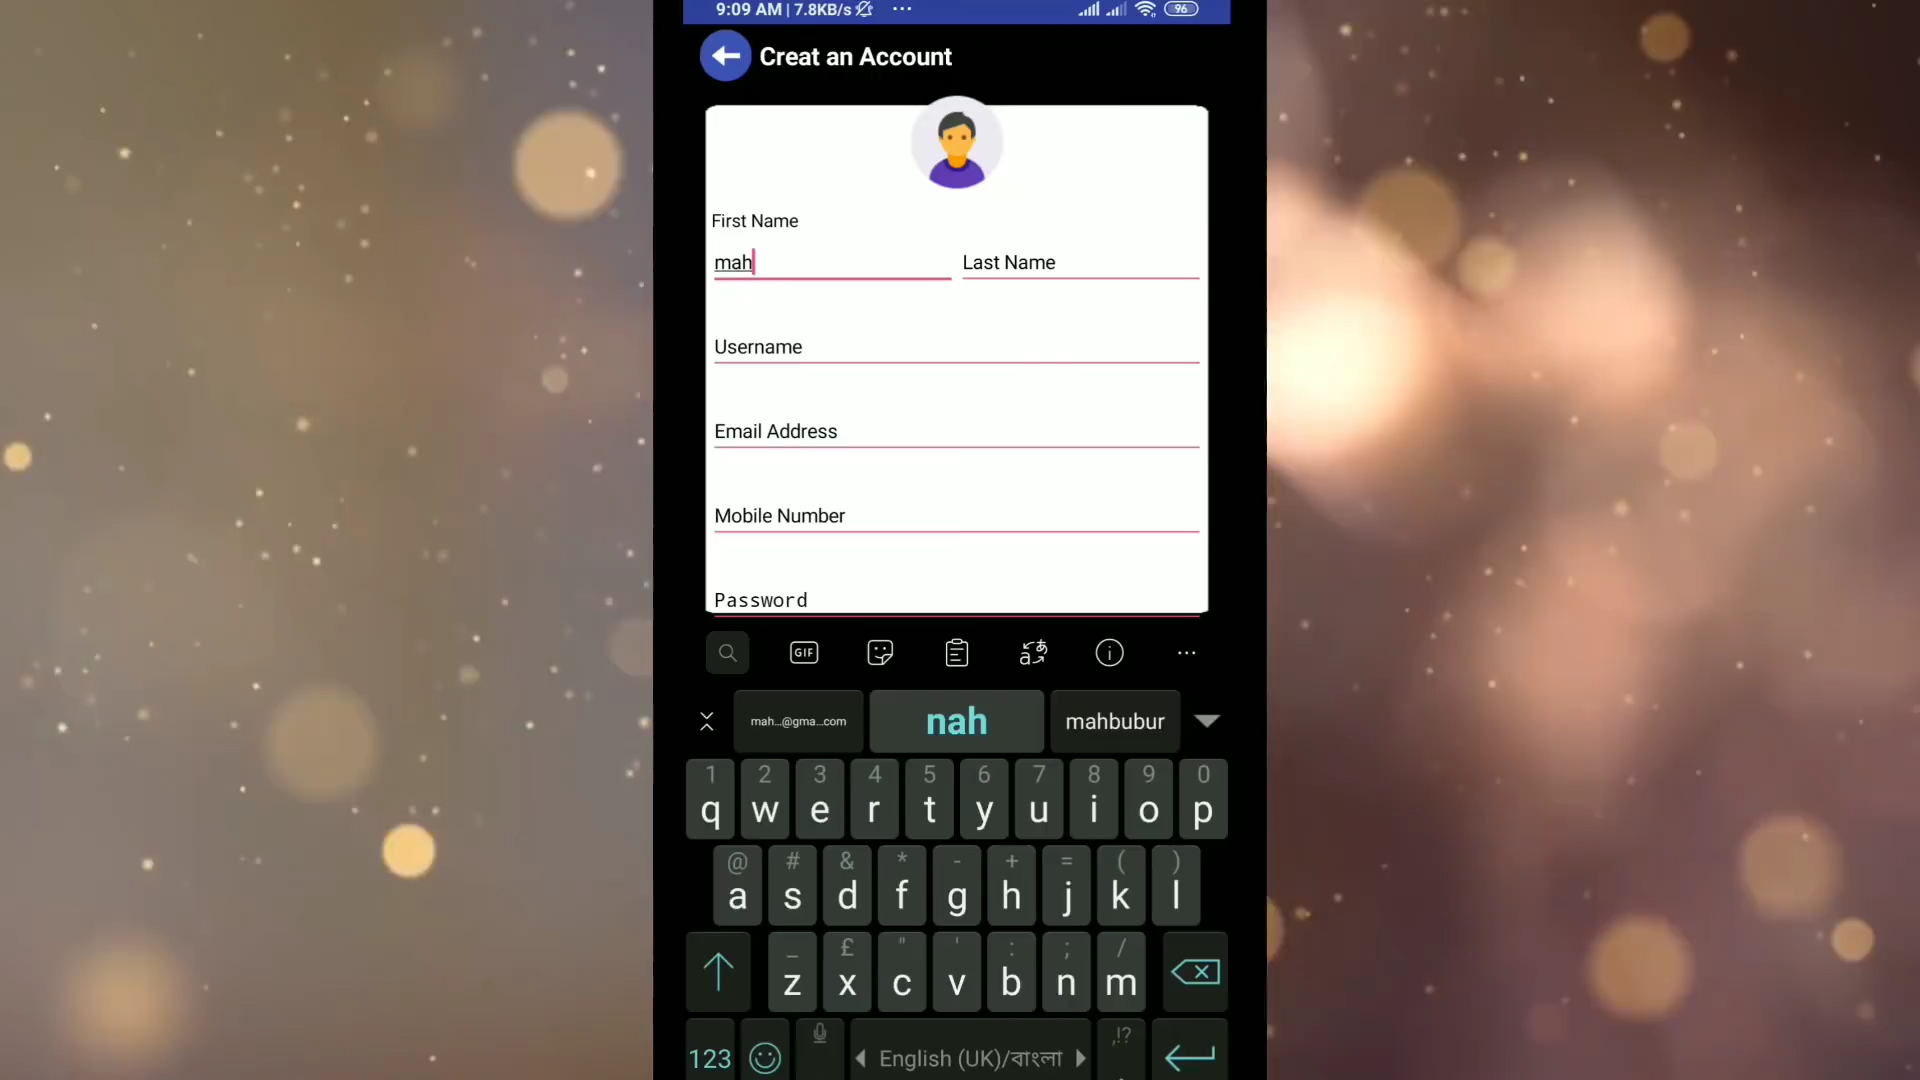 9:09 AM | 7.8KB/s ... 96
Creat an Account
First Name
mah Last Name
Username
Email Address
Mobile Number
Password
GIF
mah...@gma...com nah mahbubur
1 2 3 4 5 6 7 8 9 0
q w e r t y u i o p
@ # & * - + = ( )
a s d f g h j k l
_ £ " ' : ; /
z x c v b n m
,!?
123 English (UK)/বাংলা